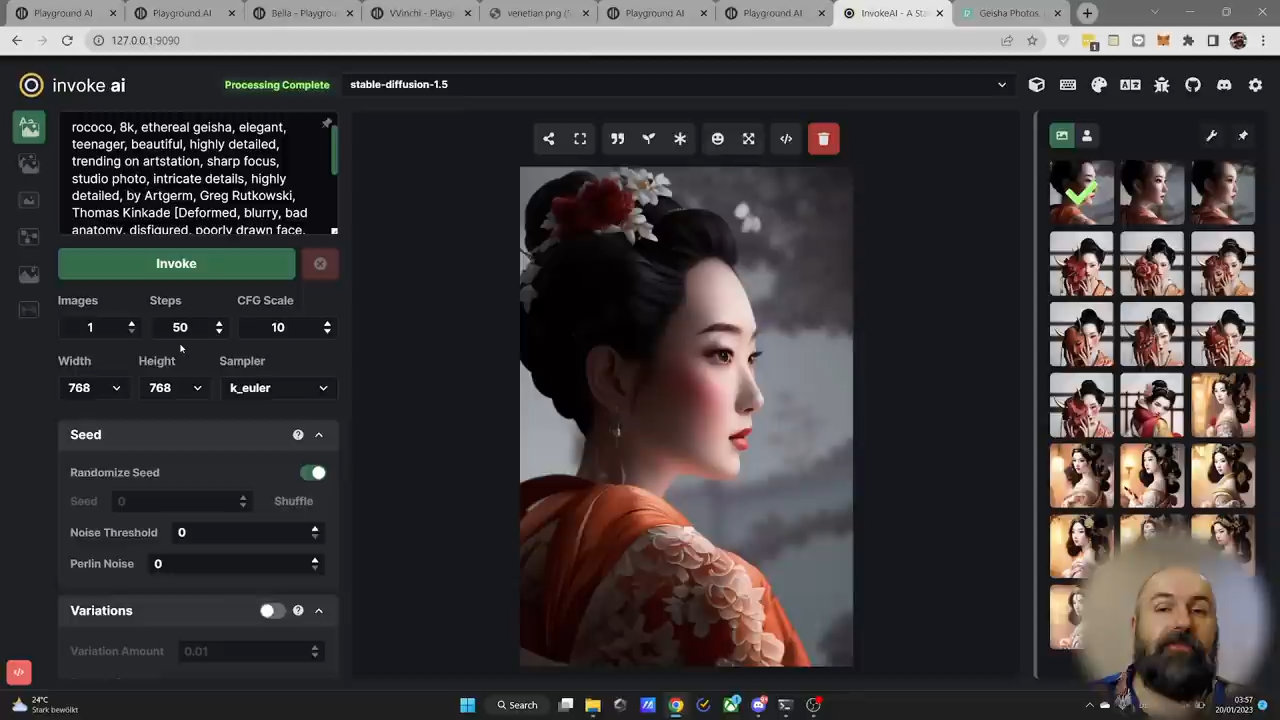 Playground AI
Playground.AI
Bella – Playgrou
VVinchi - Playg
venetian png ('S
Playground AI
Playground.AI
InvokeAI - A Sta
Geisha Photos,
127.0.0.1:9090
1
invoke ai
Processing Complete
stable-diffusion-1.5
rococo, 8k, ethereal geisha, elegant,
teenager, beautiful, highly detailed,
trending on artstation, sharp focus,
studio photo, intricate details, highly
detailed, by Artgerm, Greg Rutkowski,
Thomas Kinkade [Deformed, blurry, bad
anatomy, disfigured, poorly drawn face,
Invoke
Images
Steps
CFG Scale
1
50
10
Width
Height
Sampler
768
768
k_euler
Seed
Randomize Seed
Seed
0
Shuffle
Noise Threshold
0
Perlin Noise
0
Variations
Variation Amount
0.01
24°C
Stark bewölkt
Search
03:57
20/01/2023